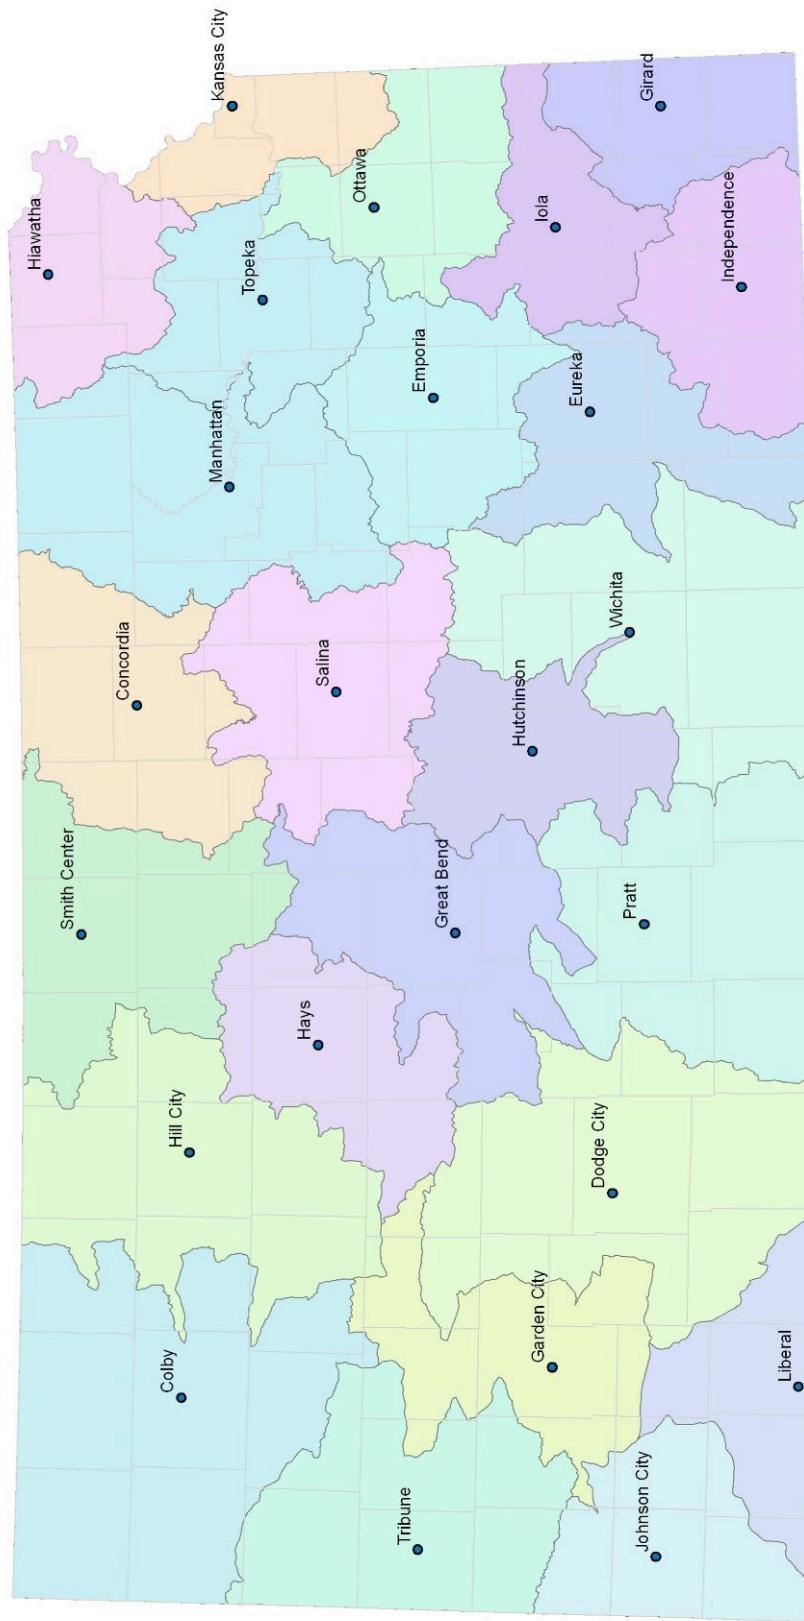 Hiawatha
Kansas City
Smith Center
Concordia
Colby
Hill City
Manhattan
Topeka
Hays
Salina
Ottawa
Tribune
Great Bend
Emporia
Garden City
Hutchinson
Iola
Dodge City
Eureka
Johnson City
Pratt
Wichita
Girard
Liberal
Independence